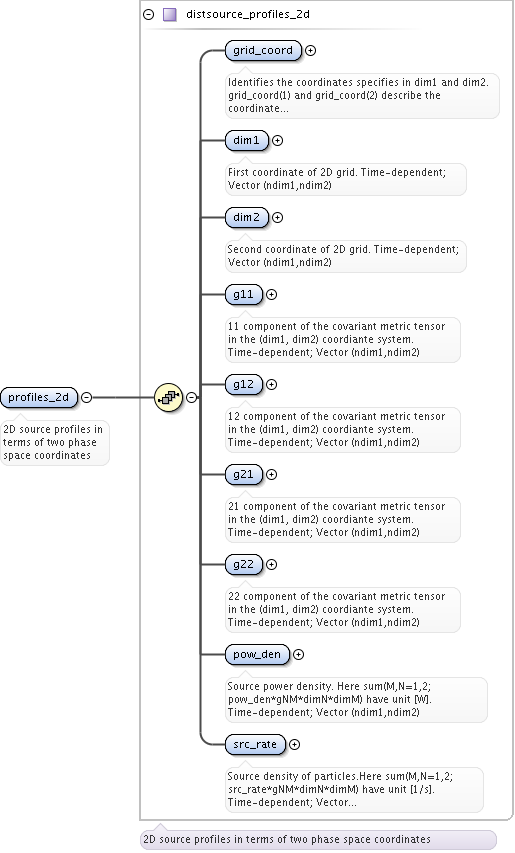 distsource_profiles_2d
grid_coord
Identifies the coordinates specifies in dim1 and dim2.
grid_coord(1) and grid_coord(2) describe the
coordinate...
dim1
First coordinate of 2D grid. Time-dependent;
Vector (ndim1,ndim2)
dim2
Second coordinate of 2D grid. Time-dependent;
Vector (ndim1,ndim2)
g11
11 component of the covariant metric tensor
in the (dim1, dim2) coordiante system.
Time-dependent; Vector (ndim1,ndim2)
g12
12 component of the covariant metric tensor
in the (dim1, dim2) coordiante system.
Time-dependent; Vector (ndim1,ndim2)
profiles_2d
2D source profiles in
terms of two phase
space coordinates
g21
21 component of the covariant metric tensor
in the (dim1, dim2) coordiante system.
Time-dependent; Vector (ndim1,ndim2)
g22
22 component of the covariant metric tensor
in the (dim1, dim2) coordiante system.
Time-dependent; Vector (ndim1,ndim2)
pow_den
Source power density. Here sum(M,N=1,2;
pow_den*gNM*dimN*dimM) have unit [W].
Time-dependent; Vector (ndim1,ndim2)
src_rate
Source density of particles.Here sum(M,N=1,2;
src_rate*gNM*dimN*dimM) have unit [1/s].
Time-dependent; Vector...
2D source profiles in terms of two phase space coordinates